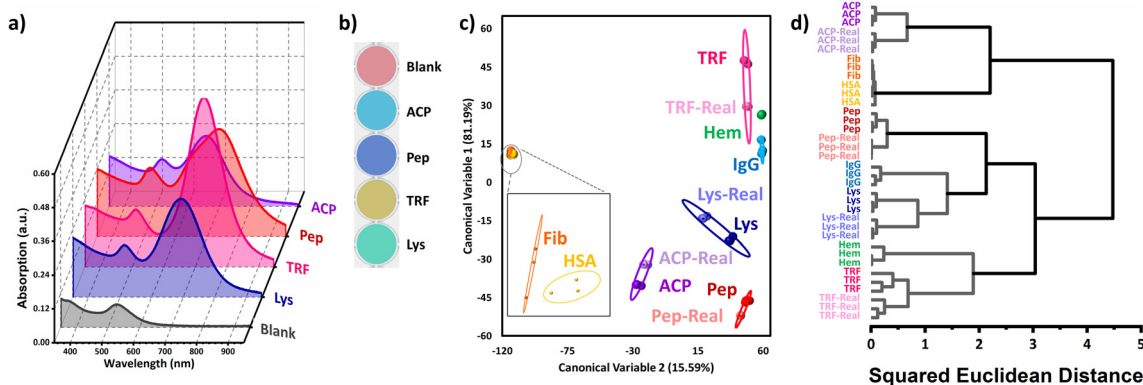 a)
0.60
0.48
0.36
0.24
0.12
0.00
Absorption (a.u.)
400 500 600 700 800 900
Wavelength (nm)
ACP
Pep
TRF
Lys
Blank
b)
Blank
ACP
Pep
TRF
Lys
c)
60
45
30
15
0
-15
-30
-45
-60
Canonical Variable 1 (81.19%)
-120 -75 -30 15 60
Canonical Variable 2 (15.59%)
TRF
TRF-Real
Hem
IgG
Lys-Real
Lys
ACP-Real
ACP
Pep
Pep-Real
Fib
HSA
d)
ACP
ACP
ACP
ACP-Real
ACP-Real
ACP-Real
Fib
Fib
Fib
HSA
HSA
HSA
Pep
Pep
Pep
Pep-Real
Pep-Real
Pep-Real
IgG
IgG
IgG
Lys
Lys
Lys
Lys-Real
Lys-Real
Lys-Real
Hem
Hem
Hem
TRF
TRF
TRF
TRF-Real
TRF-Real
TRF-Real
0 1 2 3 4 5
Squared Euclidean Distance